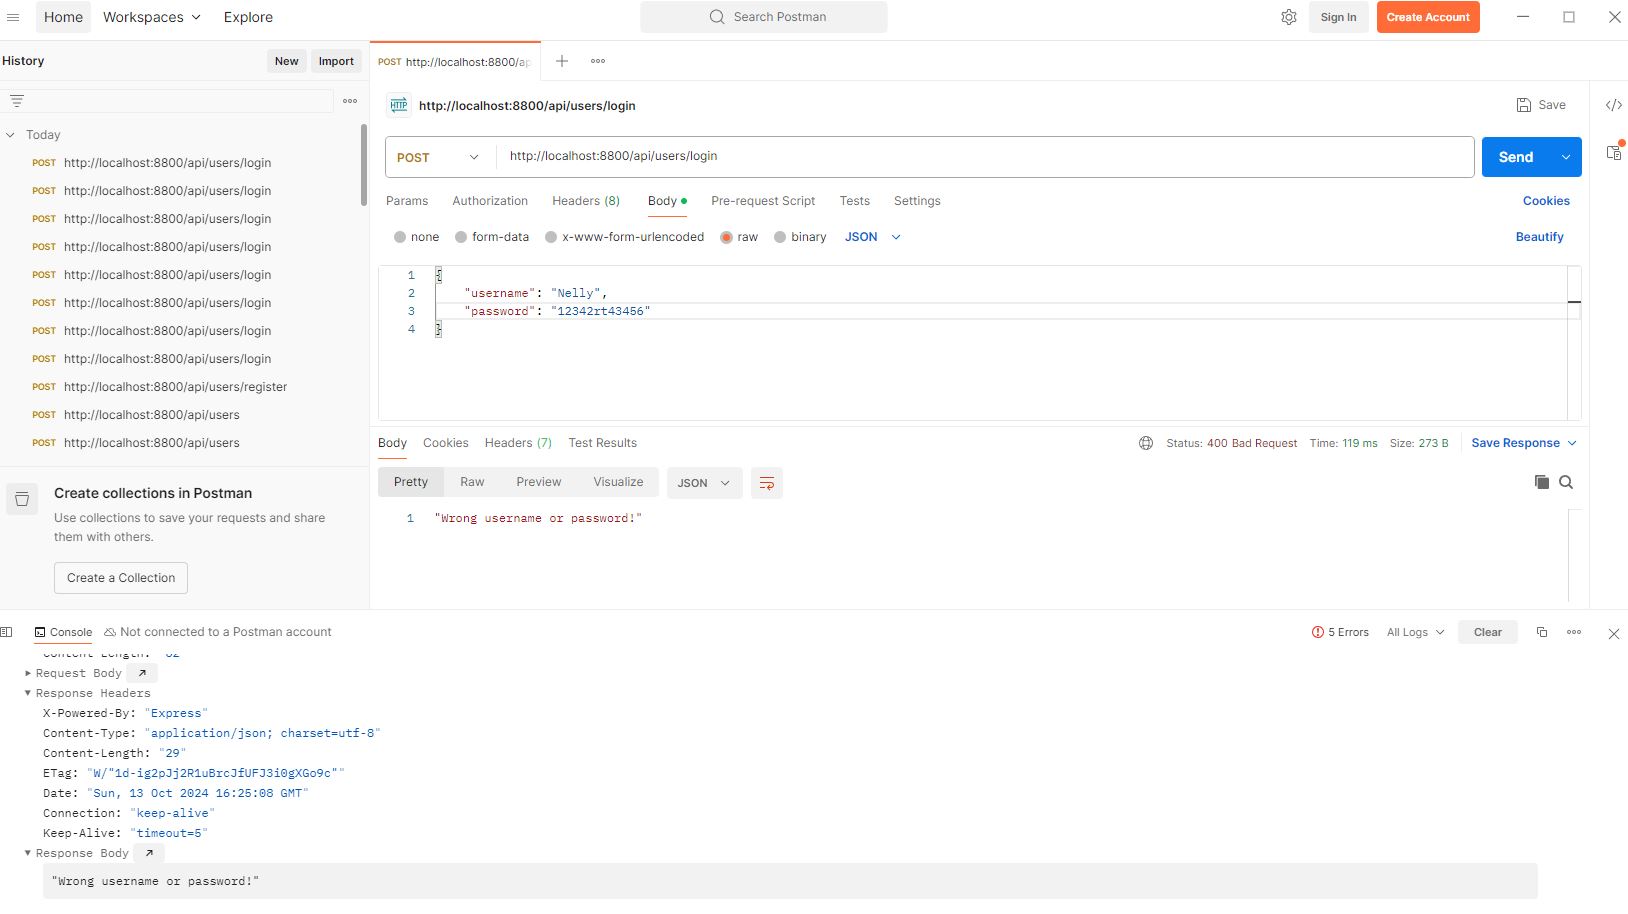 Home Workspaces Explore Search Postman Sign In Create Account
History New Import POST http://localhost:8800/ap
http://localhost:8800/api/users/login Save
Today
POST http://localhost:8800/api/users/login
POST http://localhost:8800/api/users/login
POST http://localhost:8800/api/users/login
POST http://localhost:8800/api/users/login
POST http://localhost:8800/api/users/login
POST http://localhost:8800/api/users/login
POST http://localhost:8800/api/users/login
POST http://localhost:8800/api/users/login
POST http://localhost:8800/api/users/register
POST http://localhost:8800/api/users
POST http://localhost:8800/api/users
Create collections in Postman
Use collections to save your requests and share
them with others.
Create a Collection
HTTP
POST http://localhost:8800/api/users/login Send
Params Authorization Headers (8) Body Pre-request Script Tests Settings Cookies
none form-data x-www-form-urlencoded raw binary JSON Beautify
1 {
2 "username": "Nelly",
3 "password": "12342rt43456"
4 }
Body Cookies Headers (7) Test Results Status: 400 Bad Request Time: 119 ms Size: 273 B Save Response
Pretty Raw Preview Visualize JSON
1 "Wrong username or password!"
Console Not connected to a Postman account 5 Errors All Logs Clear
Content-Length: "62"
Request Body
Response Headers
X-Powered-By: "Express"
Content-Type: "application/json; charset=utf-8"
Content-Length: "29"
ETag: "W/"1d-ig2pJj2R1uBrcJfUFJ3i0gXGo9c""
Date: "Sun, 13 Oct 2024 16:25:08 GMT"
Connection: "keep-alive"
Keep-Alive: "timeout=5"
Response Body
"Wrong username or password!"